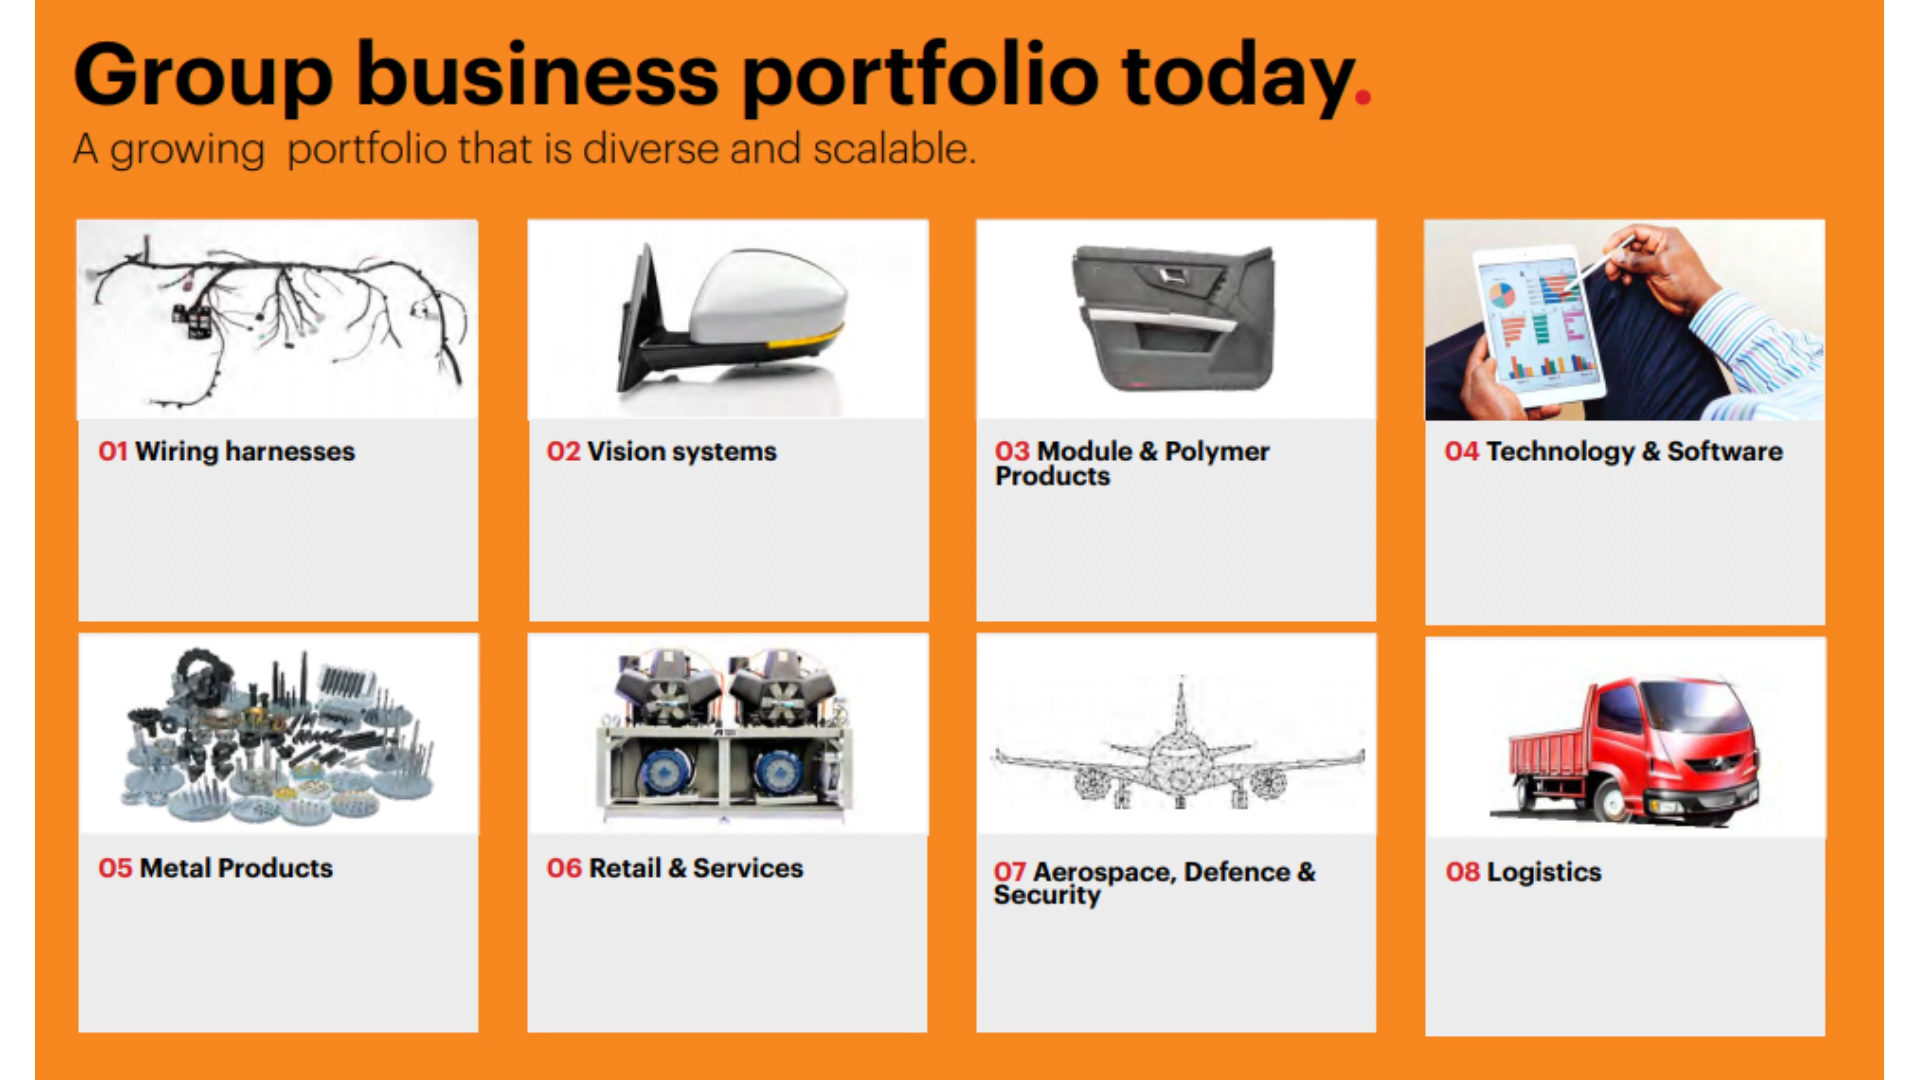 Group business portfolio today.
A growing portfolio that is diverse and scalable.
01 Wiring harnesses
02 Vision systems
03 Module & Polymer
Products
04 Technology & Software
05 Metal Products
06 Retail & Services
07 Aerospace, Defence &
Security
08 Logistics